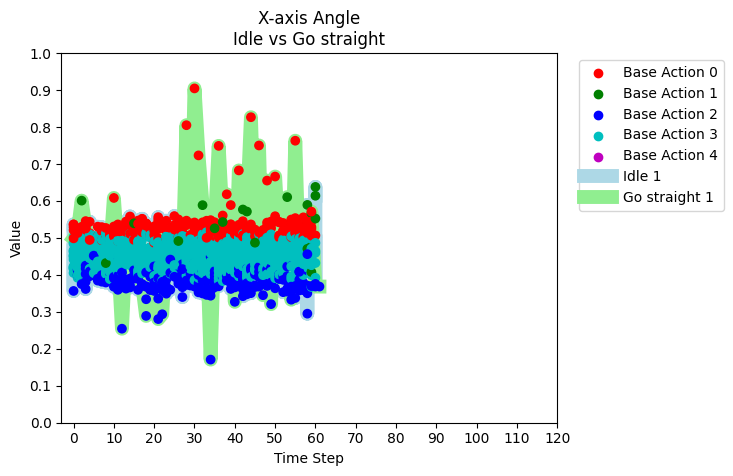 X-axis Angle
Idle vs Go straight
Value
1.0
0.9
0.8
0.7
0.6
0.5
0.4
0.3
0.2
0.1
0.0
0 10 20 30 40 50 60 70 80 90 100 110 120
Time Step
Base Action 0
Base Action 1
Base Action 2
Base Action 3
Base Action 4
Idle 1
Go straight 1